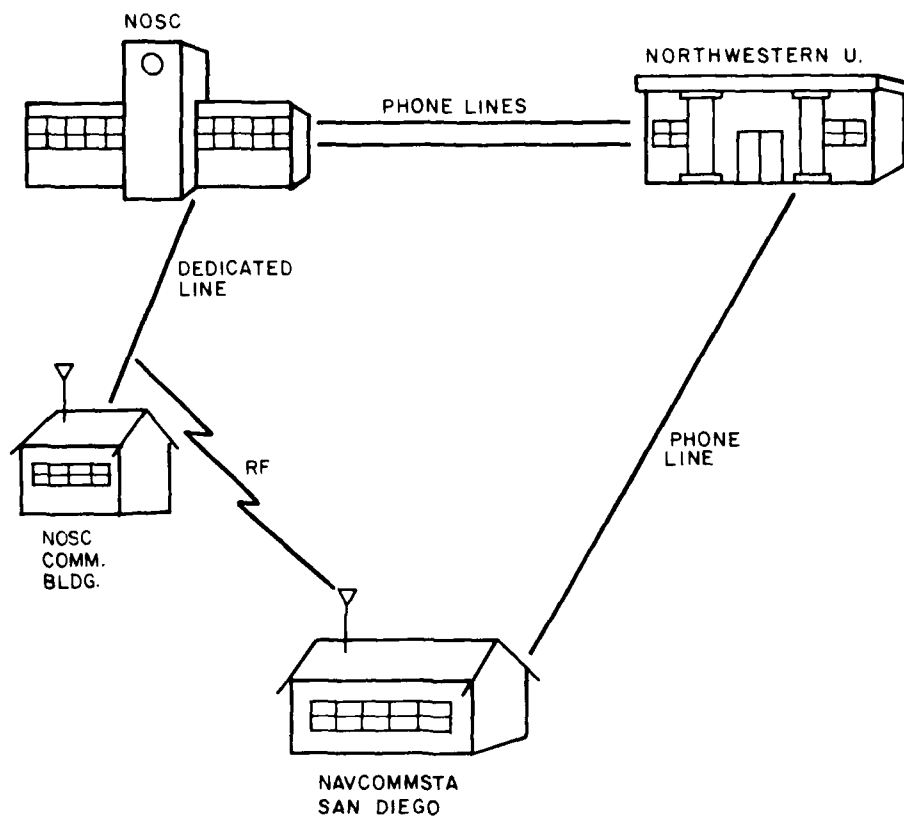 NOSC
NORTHWESTERN U.
PHONE LINES
DEDICATED
LINE
RF
PHONE
LINE
NOSC
COMM.
BLDG.
NAVCOMMSTA
SAN DIEGO